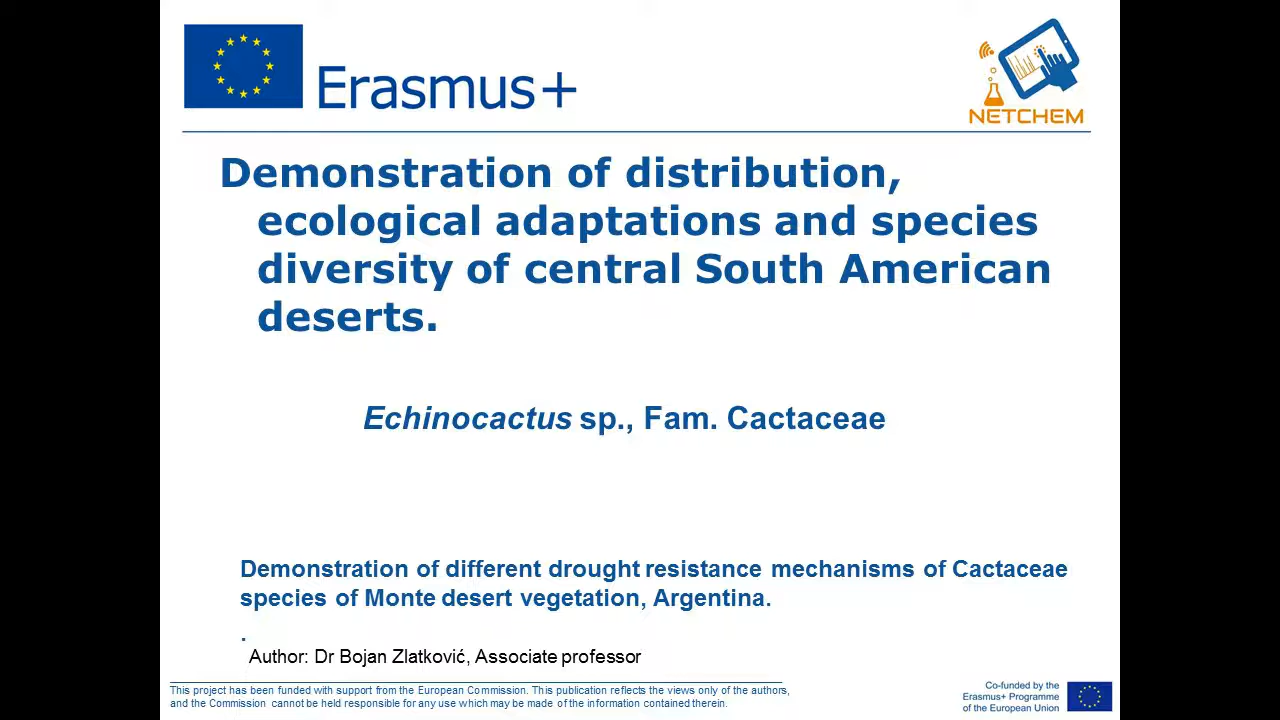 Erasmus+
NETCHEM
Demonstration of distribution,
ecological adaptations and species
diversity of central South American
deserts.
Echinocactus sp., Fam. Cactaceae
Demonstration of different drought resistance mechanisms of Cactaceae
species of Monte desert vegetation, Argentina.
.
Author: Dr Bojan Zlatković, Associate professor
This project has been funded with support from the European Commission. This publication reflects the views only of the authors,
and the Commission cannot be held responsible for any use which may be made of the information contained therein.
Co-funded by the
Erasmus+ Programme
of the European Union